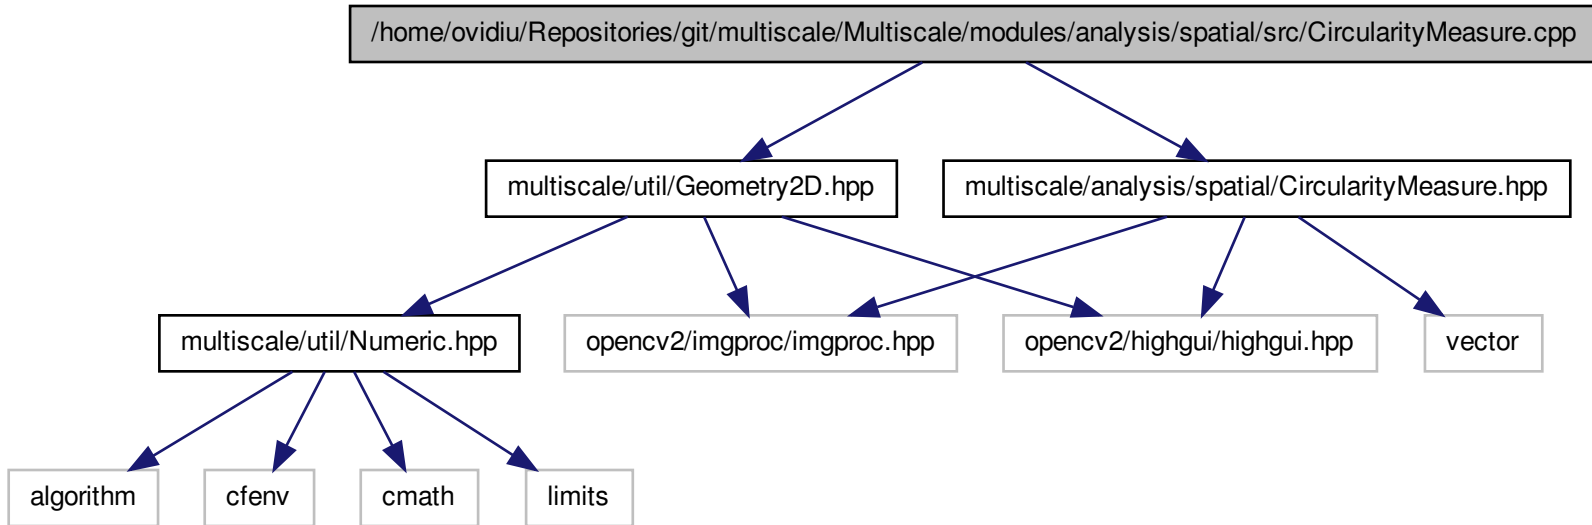 /home/ovidiu/Repositories/git/multiscale/Multiscale/modules/analysis/spatial/src/CircularityMeasure.cpp
multiscale/util/Geometry2D.hpp
multiscale/analysis/spatial/CircularityMeasure.hpp
multiscale/util/Numeric.hpp
opencv2/imgproc/imgproc.hpp
opencv2/highgui/highgui.hpp
vector
algorithm
cfenv
cmath
limits